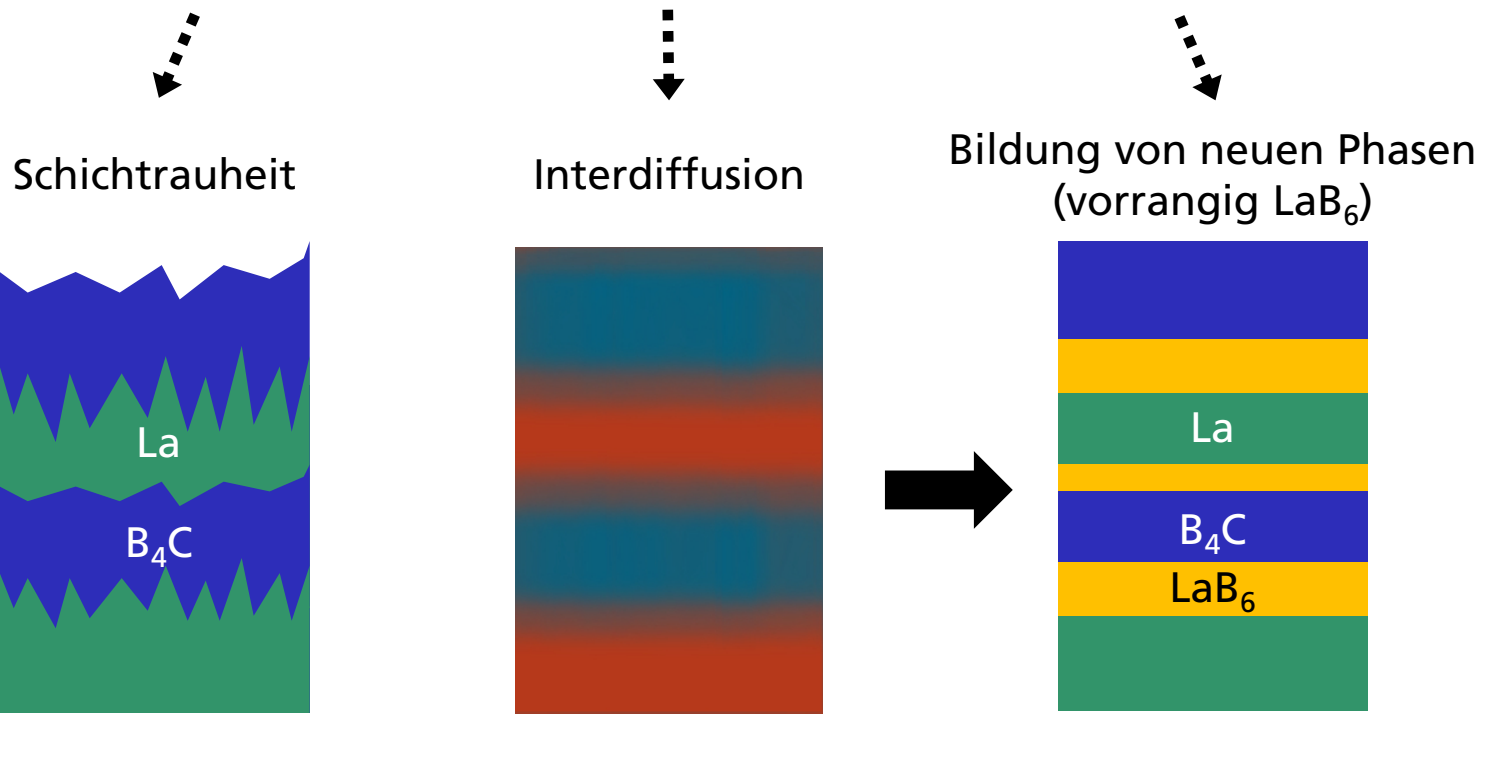 Schichtrauheit
Interdiffusion
Bildung von neuen Phasen
(vorrangig LaB₆)
La
B₄C
La
B₄C
LaB₆